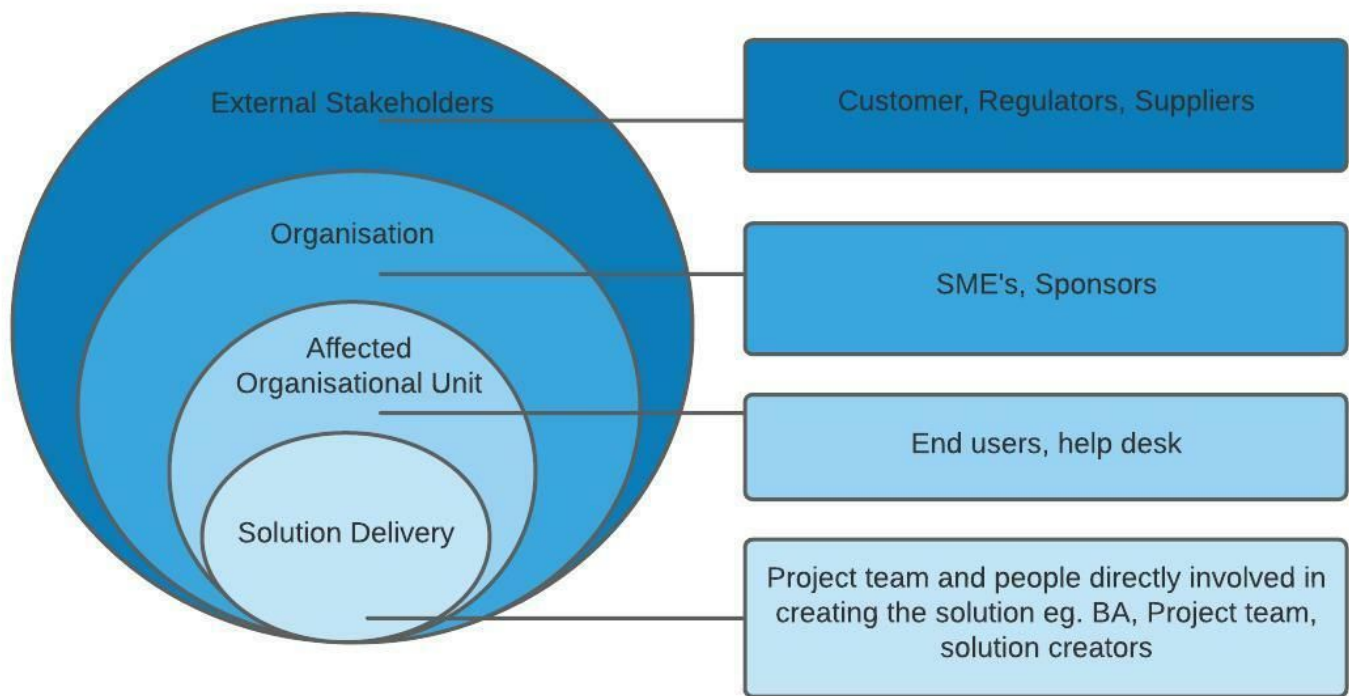 External Stakeholders
Customer, Regulators, Suppliers
Organisation
SME's, Sponsors
Affected
Organisational Unit
End users, help desk
Solution Delivery
Project team and people directly involved in
creating the solution eg. BA, Project team,
solution creators